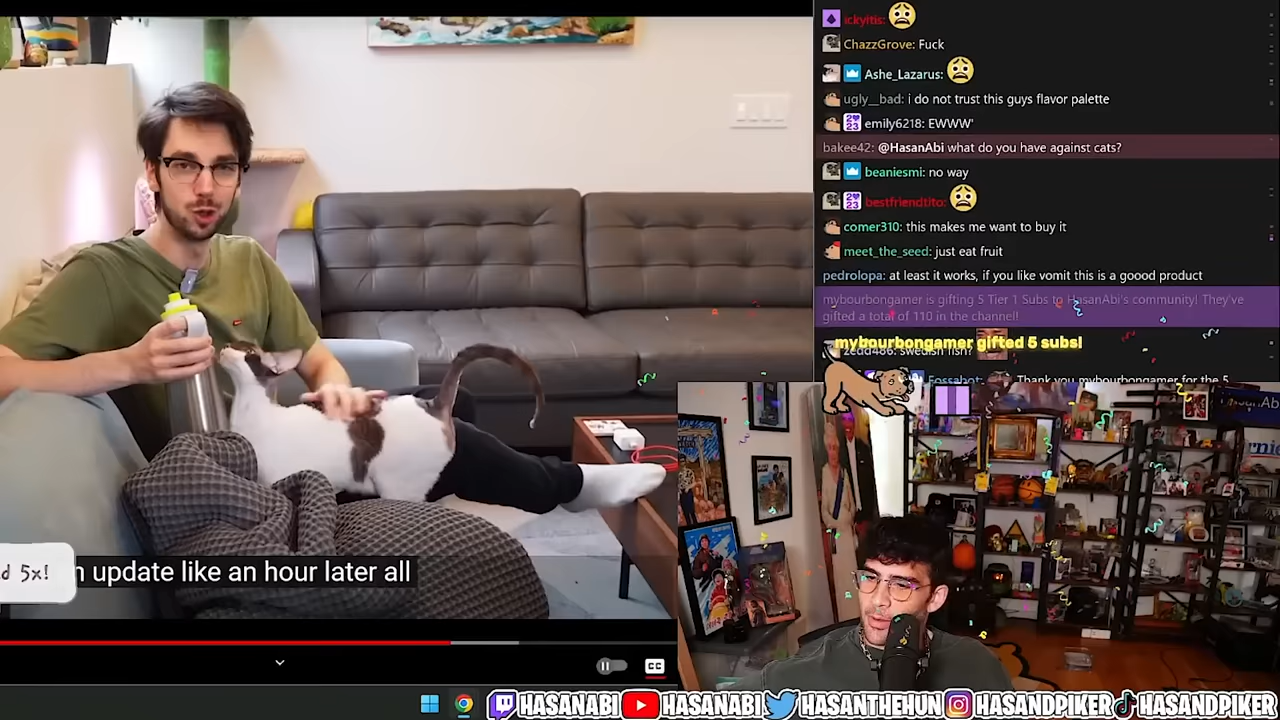 ickyitis:
ChazzGrove: Fuck
Ashe_Lazarus:
ugly__bad: i do not trust this guys flavor palette
emily6218: EWWW'
bakee42: @HasanAbi what do you have against cats?
beaniesmi: no way
bestfriendtito:
comer310: this makes me want to buy it
meet_the_seed: just eat fruit
pedrolopa: at least it works, if you like vomit this is a goood product
mybourbongamer is gifting 5 Tier 1 Subs to HasanAbi's community! They've
gifted a total of 110 in the channel!
mybourbongamer gifted 5 subs!
zedd486: swedish fish?
Fossabot: Thank you mybourbongamer for the 5
d 5x!
update like an hour later all
CC
HASANABI HASANABI HASANTHEHUN HASANDPIKER HASANDPIKER